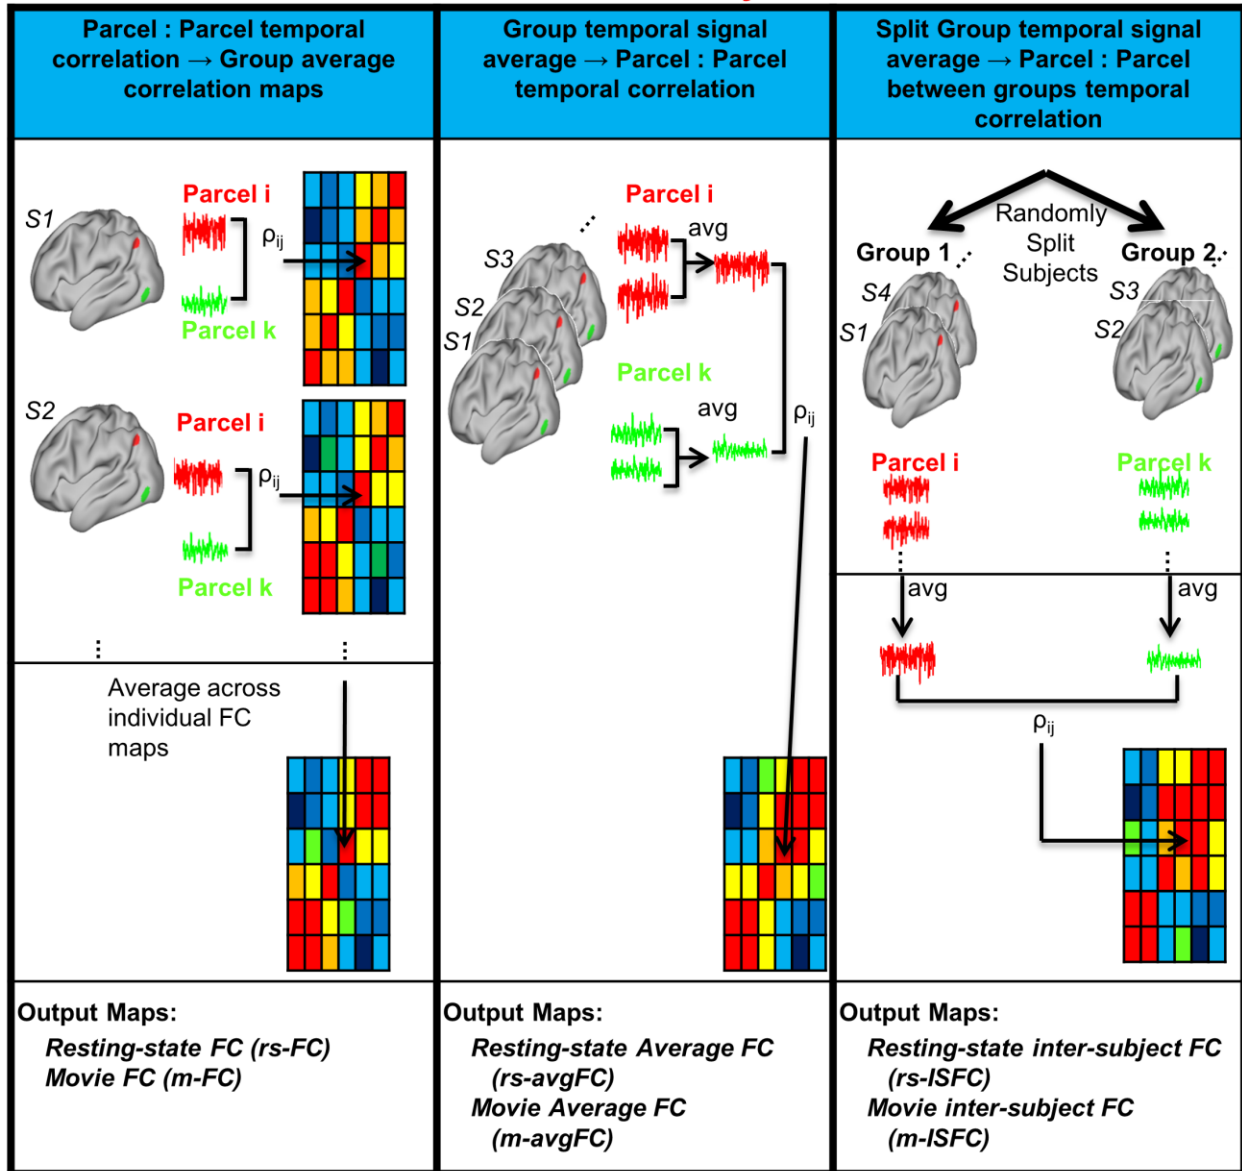 Parcel : Parcel temporal
correlation → Group average
correlation maps
S1
Parcel i
ρij
Parcel k
S2
Parcel i
ρij
Parcel k
...
...
Average across
individual FC
maps
Output Maps:
Resting-state FC (rs-FC)
Movie FC (m-FC)
Group temporal signal
average → Parcel : Parcel
temporal correlation
...
S3
S2
S1
Parcel i
avg
Parcel k
avg
ρij
Output Maps:
Resting-state Average FC
(rs-avgFC)
Movie Average FC
(m-avgFC)
Split Group temporal signal
average → Parcel : Parcel
between groups temporal
correlation
Randomly
Split
Subjects
Group 1
...
S4
S1
Group 2
...
S3
S2
Parcel i
...
Parcel k
...
avg
avg
ρij
Output Maps:
Resting-state inter-subject FC
(rs-ISFC)
Movie inter-subject FC
(m-ISFC)